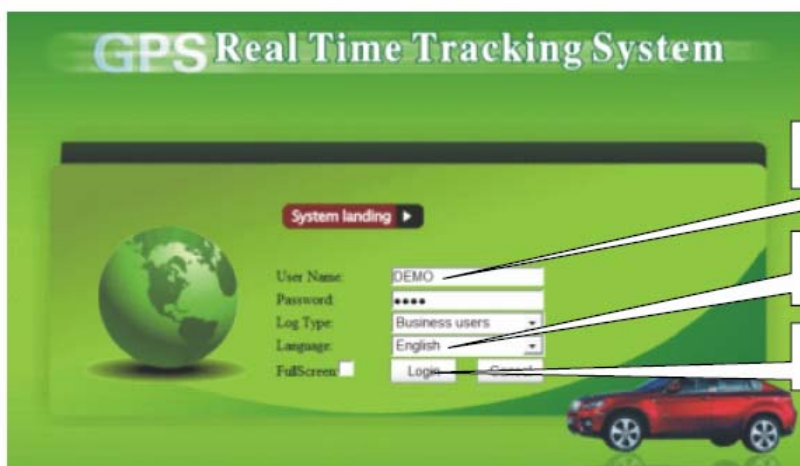 GPS Real Time Tracking System
System landing
User Name: DEMO
Password: ••••
Log Type: Business users
Language: English
FullScreen:
Login Cancel